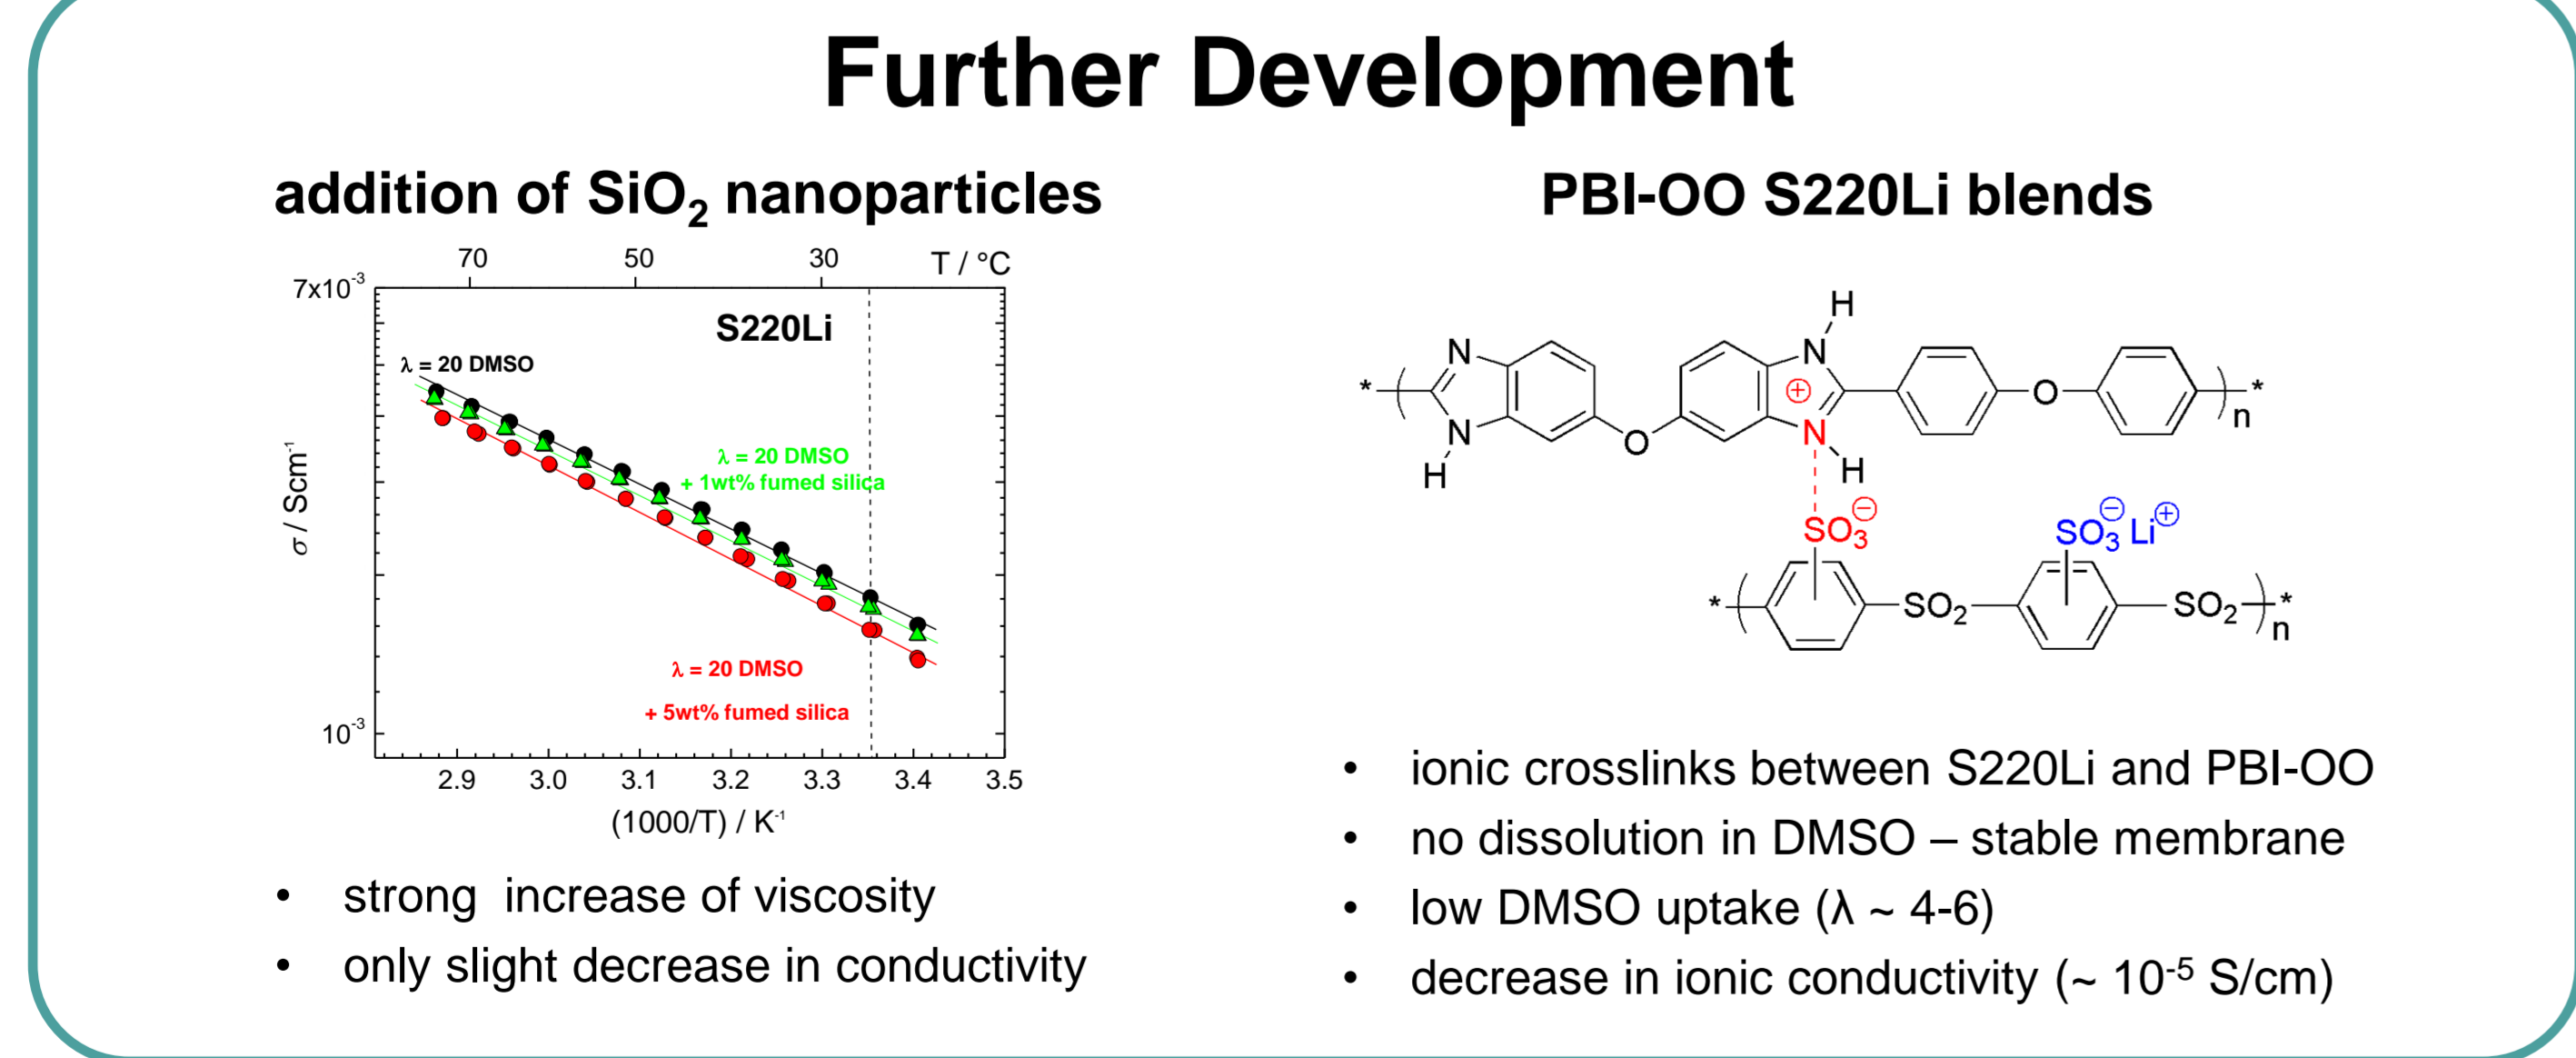 Further Development
addition of SiO₂ nanoparticles
70 50 30 T / °C
7x10⁻³
S220Li
λ = 20 DMSO
λ = 20 DMSO
+ 1wt% fumed silica
σ / Scm⁻¹
λ = 20 DMSO
+ 5wt% fumed silica
10⁻³
2.9 3.0 3.1 3.2 3.3 3.4 3.5
(1000/T) / K⁻¹
• strong increase of viscosity
• only slight decrease in conductivity
PBI-OO S220Li blends
H
N N
* ( + O ) n *
N N
H O H
SO₃⁻ SO₃⁻ Li⁺
* ( SO₂ SO₂ ) n *
• ionic crosslinks between S220Li and PBI-OO
• no dissolution in DMSO – stable membrane
• low DMSO uptake (λ ~ 4-6)
• decrease in ionic conductivity (~ 10⁻⁵ S/cm)